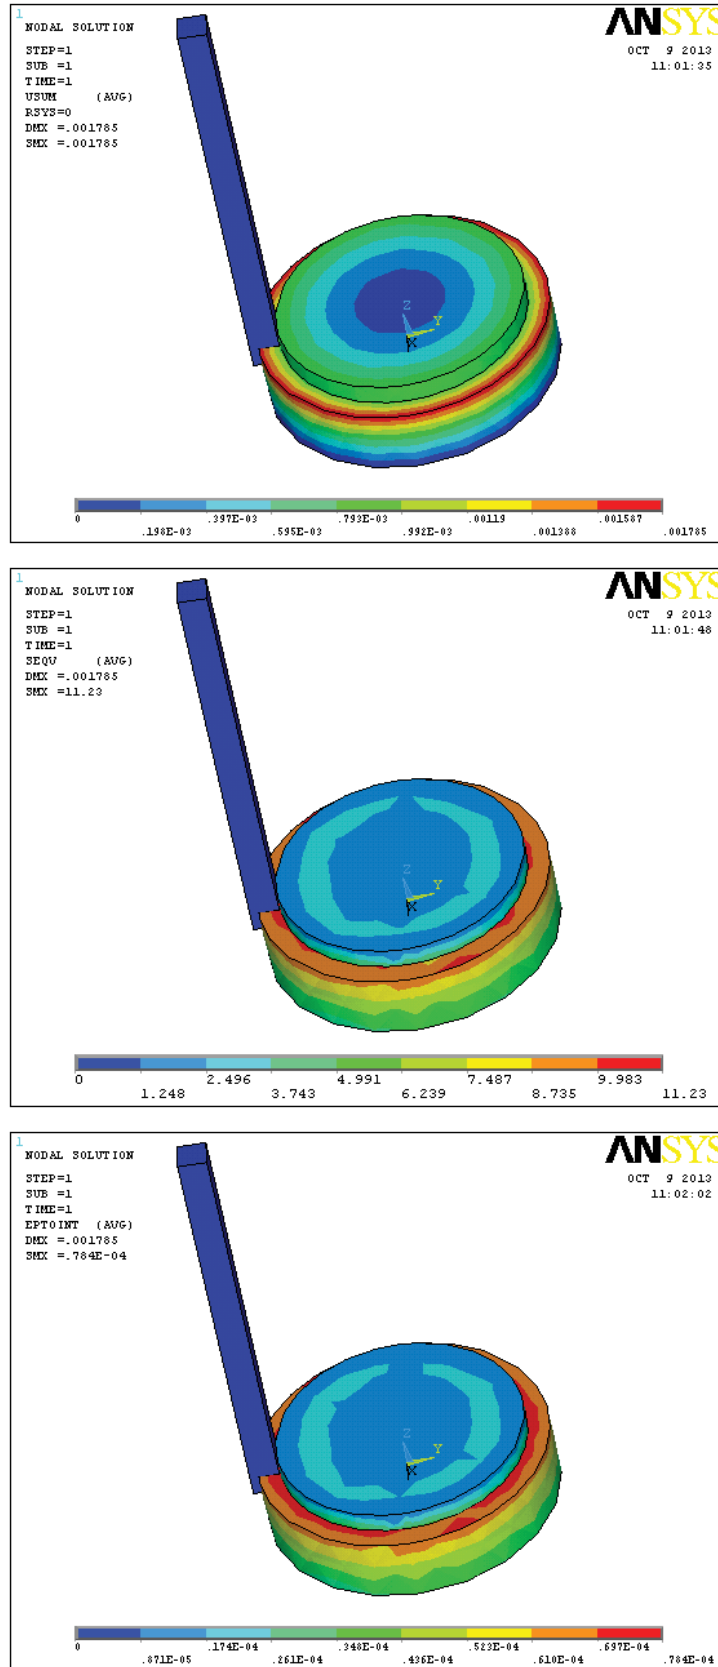 1
NODAL SOLUTION
STEP=1
SUB =1
TIME=1
USUM (AVG)
RSYS=0
DMX =.001785
SMX =.001785
ANSYS
OCT 9 2013
11:01:35
Z
Y
X
0 .198E-03 .397E-03 .595E-03 .793E-03 .992E-03 .00119 .001388 .001587 .001785
1
NODAL SOLUTION
STEP=1
SUB =1
TIME=1
SEQV (AVG)
DMX =.001785
SMX =11.23
ANSYS
OCT 9 2013
11:01:48
Z
Y
X
0 1.248 2.496 3.743 4.991 6.239 7.487 8.735 9.983 11.23
1
NODAL SOLUTION
STEP=1
SUB =1
TIME=1
EPTOINT (AVG)
DMX =.001785
SMX =.784E-04
ANSYS
OCT 9 2013
11:02:02
Z
Y
X
0 .871E-05 .174E-04 .261E-04 .348E-04 .436E-04 .523E-04 .610E-04 .697E-04 .784E-04